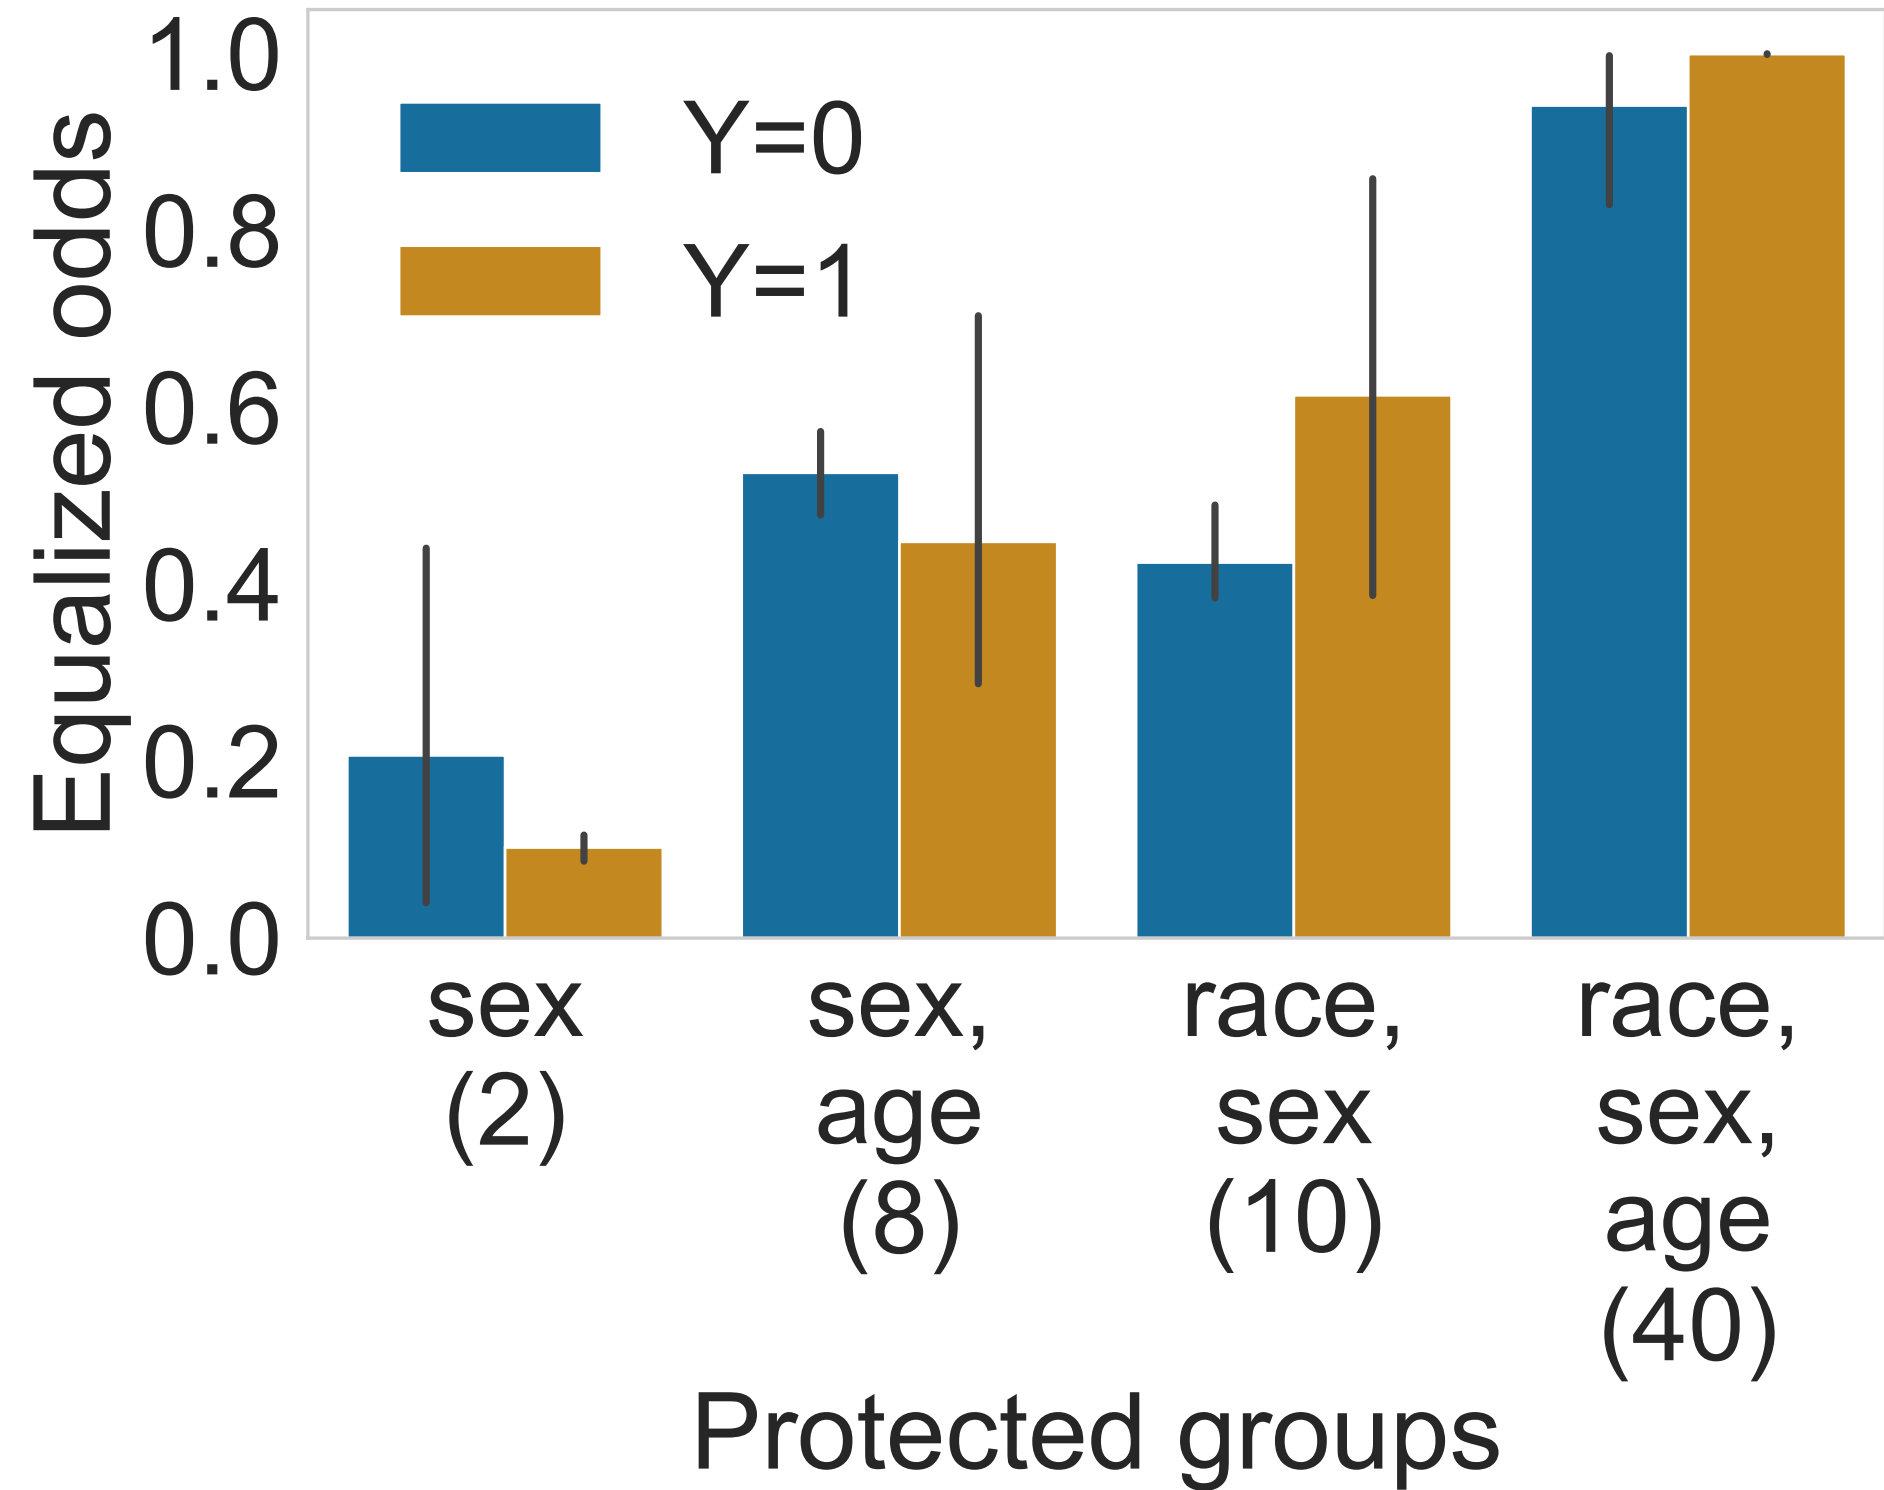 Equalized odds
1.0
0.8
0.6
0.4
0.2
0.0
Y=0
Y=1
sex
(2)
sex,
age
(8)
race,
sex
(10)
race,
sex,
age
(40)
Protected groups